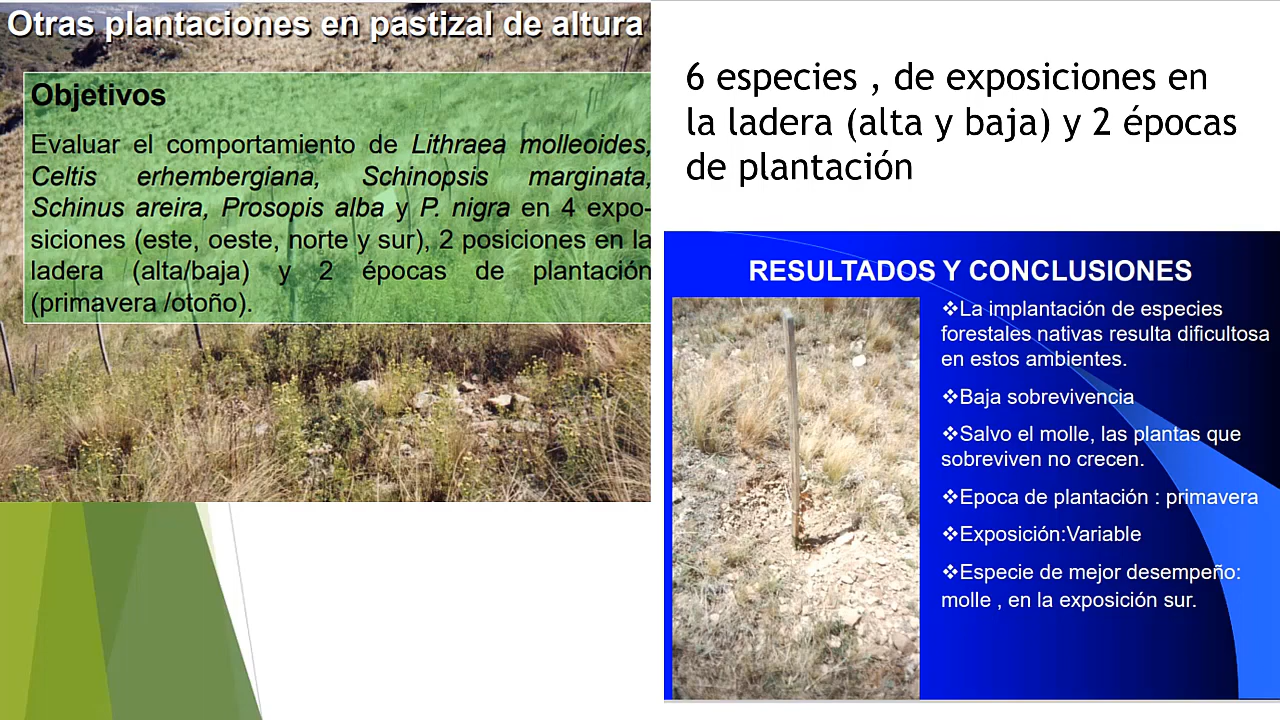 Otras plantaciones en pastizal de altura
Objetivos
Evaluar el comportamiento de Lithraea molleoides,
Celtis erhembergiana, Schinopsis marginata,
Schinus areira, Prosopis alba y P. nigra en 4 expo-
siciones (este, oeste, norte y sur), 2 posiciones en la
ladera (alta/baja) y 2 épocas de plantación
(primavera /otoño).
6 especies , de exposiciones en
la ladera (alta y baja) y 2 épocas
de plantación
RESULTADOS Y CONCLUSIONES
❖La implantación de especies
forestales nativas resulta dificultosa
en estos ambientes.
❖Baja sobrevivencia
❖Salvo el molle, las plantas que
sobreviven no crecen.
❖Epoca de plantación : primavera
❖Exposición:Variable
❖Especie de mejor desempeño:
molle , en la exposición sur.